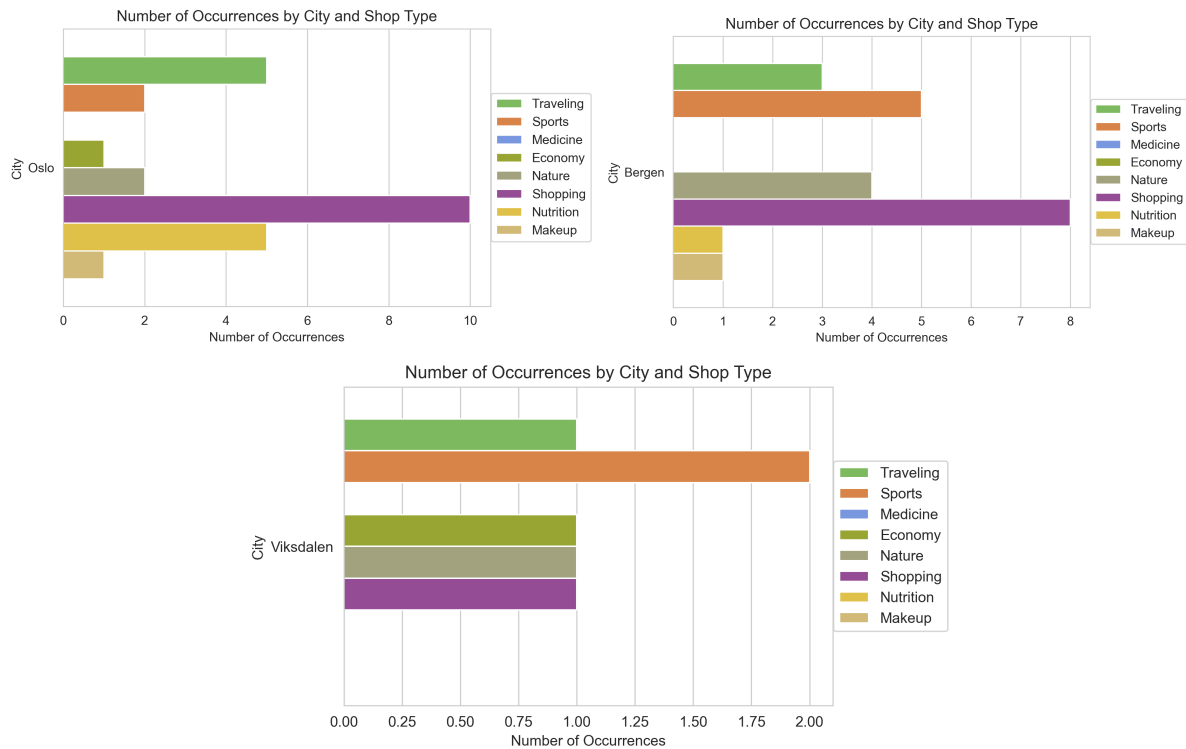 Number of Occurrences by City and Shop Type
City
Oslo
0 2 4 6 8 10
Number of Occurrences
Traveling
Sports
Medicine
Economy
Nature
Shopping
Nutrition
Makeup
Number of Occurrences by City and Shop Type
City
Bergen
0 1 2 3 4 5 6 7 8
Number of Occurrences
Traveling
Sports
Medicine
Economy
Nature
Shopping
Nutrition
Makeup
Number of Occurrences by City and Shop Type
City
Viksdalen
0.00 0.25 0.50 0.75 1.00 1.25 1.50 1.75 2.00
Number of Occurrences
Traveling
Sports
Medicine
Economy
Nature
Shopping
Nutrition
Makeup